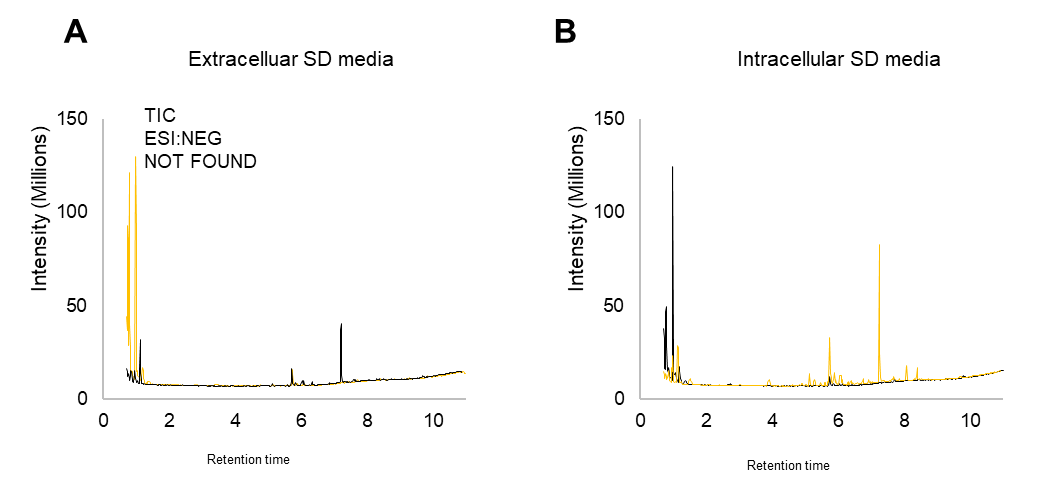 A
Extracelluar SD media
TIC
ESI:NEG
NOT FOUND
Intensity (Millions)
150
100
50
0
0 2 4 6 8 10
Retention time
B
Intracellular SD media
Intensity (Millions)
150
100
50
0
0 2 4 6 8 10
Retention time